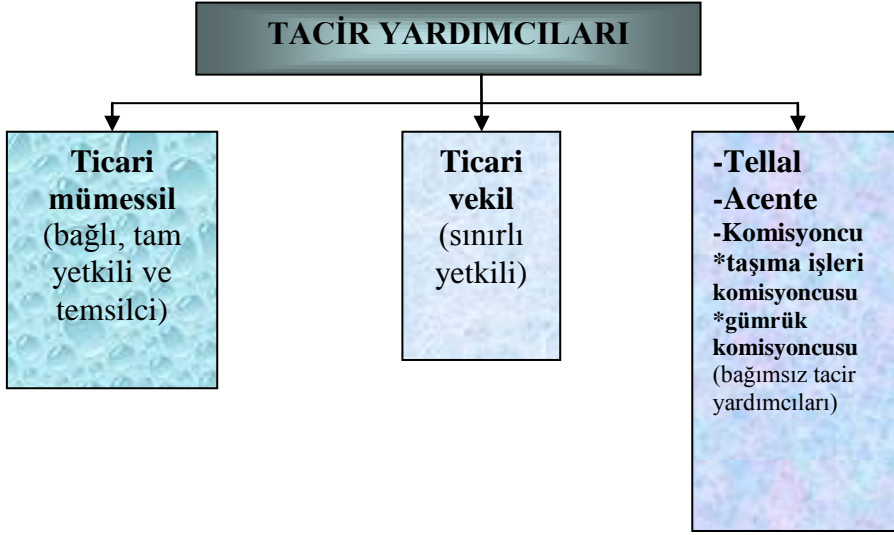 TACİR YARDIMCILARI
Ticari
mümessil
(bağlı, tam
yetkili ve
temsilci)
Ticari
vekil
(sınırlı
yetkili)
-Tellal
-Acente
-Komisyoncu
*taşıma işleri
komisyoncusu
*gümrük
komisyoncusu
(bağımsız tacir
yardımcıları)